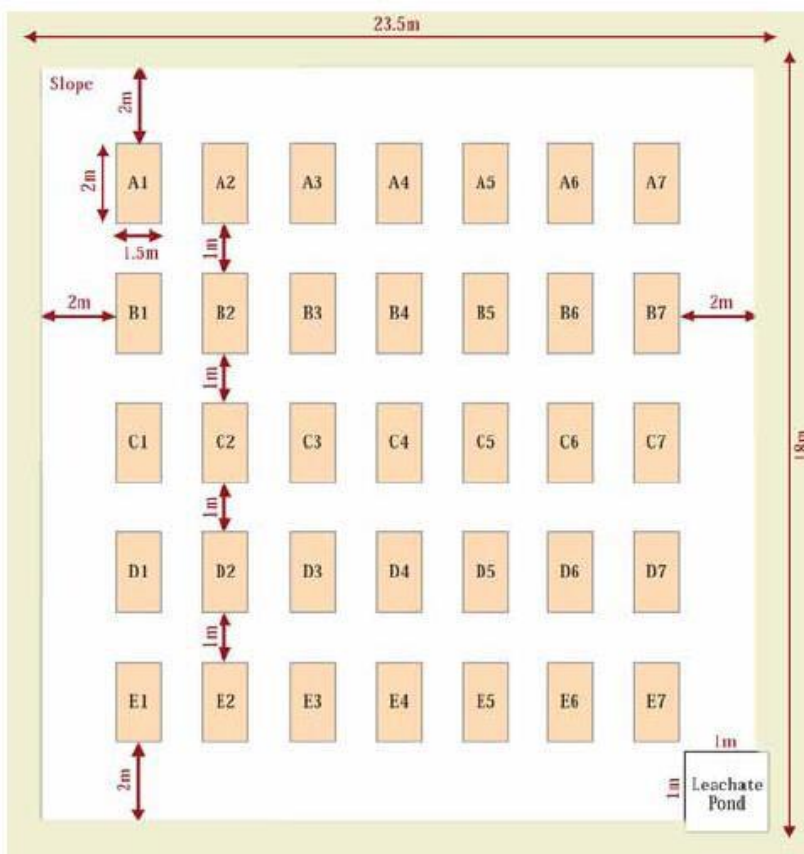 23.5m
Slope
2m
2m
A1 A2 A3 A4 A5 A6 A7
1.5m
1m
2m
B1 B2 B3 B4 B5 B6 B7
2m
1m
C1 C2 C3 C4 C5 C6 C7
18m
1m
D1 D2 D3 D4 D5 D6 D7
1m
E1 E2 E3 E4 E5 E6 E7
2m
1m
1m
Leachate
Pond